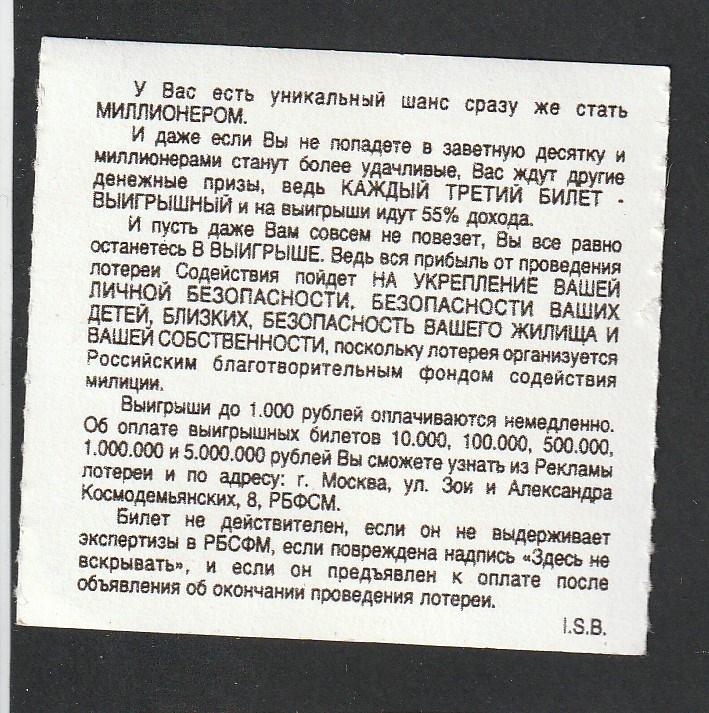 У Вас есть уникальный шанс сразу же стать
МИЛЛИОНЕРОМ.
И даже если Вы не попадете в заветную десятку и
миллионерами станут более удачливые, Вас ждут другие
денежные призы, ведь КАЖДЫЙ ТРЕТИЙ БИЛЕТ -
ВЫИГРЫШНЫЙ и на выигрыши идут 55% дохода.
И пусть даже Вам совсем не повезет, Вы все равно
останетесь В ВЫИГРЫШЕ. Ведь вся прибыль от проведения
лотереи Содействия пойдет НА УКРЕПЛЕНИЕ ВАШЕЙ
ЛИЧНОЙ БЕЗОПАСНОСТИ, БЕЗОПАСНОСТИ ВАШИХ
ДЕТЕЙ, БЛИЗКИХ, БЕЗОПАСНОСТЬ ВАШЕГО ЖИЛИЩА И
ВАШЕЙ СОБСТВЕННОСТИ, поскольку лотерея организуется
Российским благотворительным фондом содействия
милиции.
Выигрыши до 1.000 рублей оплачиваются немедленно.
Об оплате выигрышных билетов 10.000, 100.000, 500.000,
1.000.000 и 5.000.000 рублей Вы сможете узнать из Рекламы
лотереи и по адресу: г. Москва, ул. Зои и Александра
Космодемьянских, 8, РБФСМ.
Билет не действителен, если он не выдерживает
экспертизы в РБСФМ, если повреждена надпись «Здесь не
вскрывать», и если он предъявлен к оплате после
объявления об окончании проведения лотереи.
I.S.B.